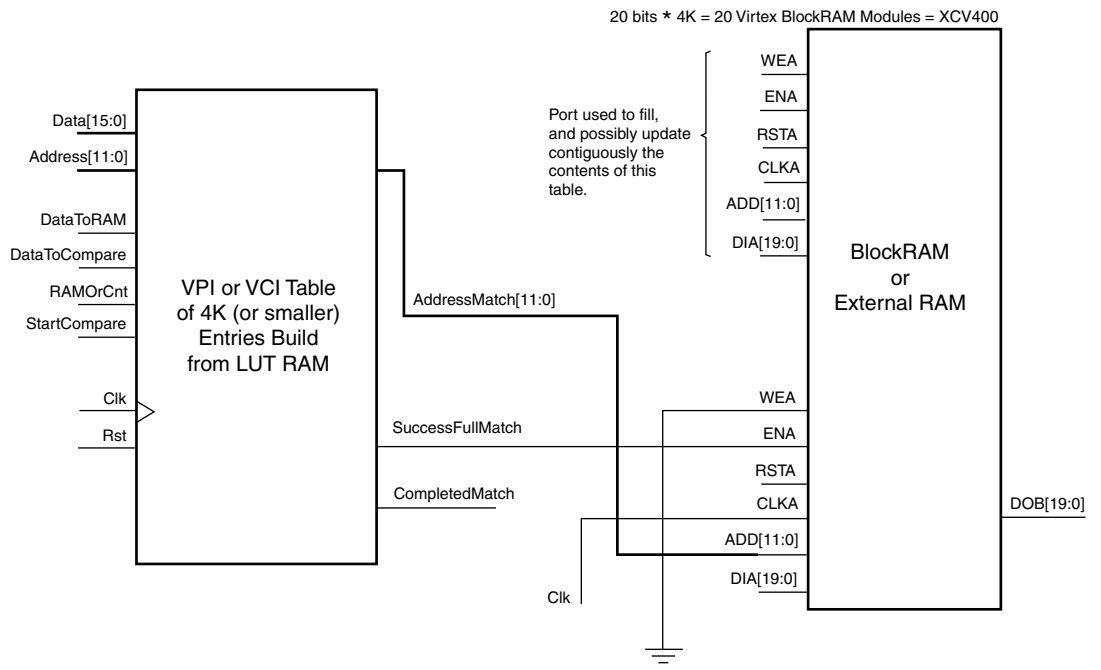 20 bits * 4K = 20 Virtex BlockRAM Modules = XCV400
Data[15:0]
Address[11:0]
DataToRAM
DataToCompare
RAMOrCnt
StartCompare
Clk
Rst
VPI or VCI Table
of 4K (or smaller)
Entries Build
from LUT RAM
AddressMatch[11:0]
SuccessFullMatch
CompletedMatch
Port used to fill,
and possibly update
contiguously the
contents of this
table.
WEA
ENA
RSTA
CLKA
ADD[11:0]
DIA[19:0]
BlockRAM
or
External RAM
WEA
ENA
RSTA
CLKA
ADD[11:0]
DIA[19:0]
Clk
DOB[19:0]